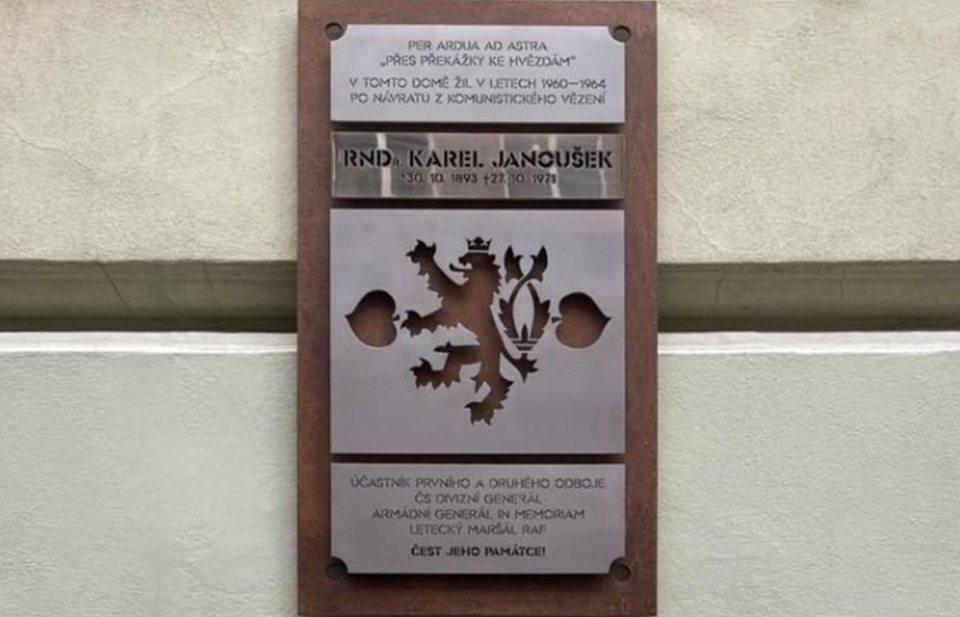 PER ARDUA AD ASTRA
„PŘES PŘEKÁŽKY KE HVĚZDÁM"
V TOMTO DOMĚ ŽIL V LETECH 1960–1964
PO NÁVRATU Z KOMUNISTICKÉHO VĚZENÍ
RNDR. KAREL JANOUŠEK
*30. 10. 1893 †27. 10. 1971
ÚČASTNÍK PRVNÍHO A DRUHÉHO ODBOJE
ČS DIVIZNÍ GENERÁL
ARMÁDNÍ GENERÁL IN MEMORIAM
LETECKÝ MARŠÁL RAF
ČEST JEHO PAMÁTCE!